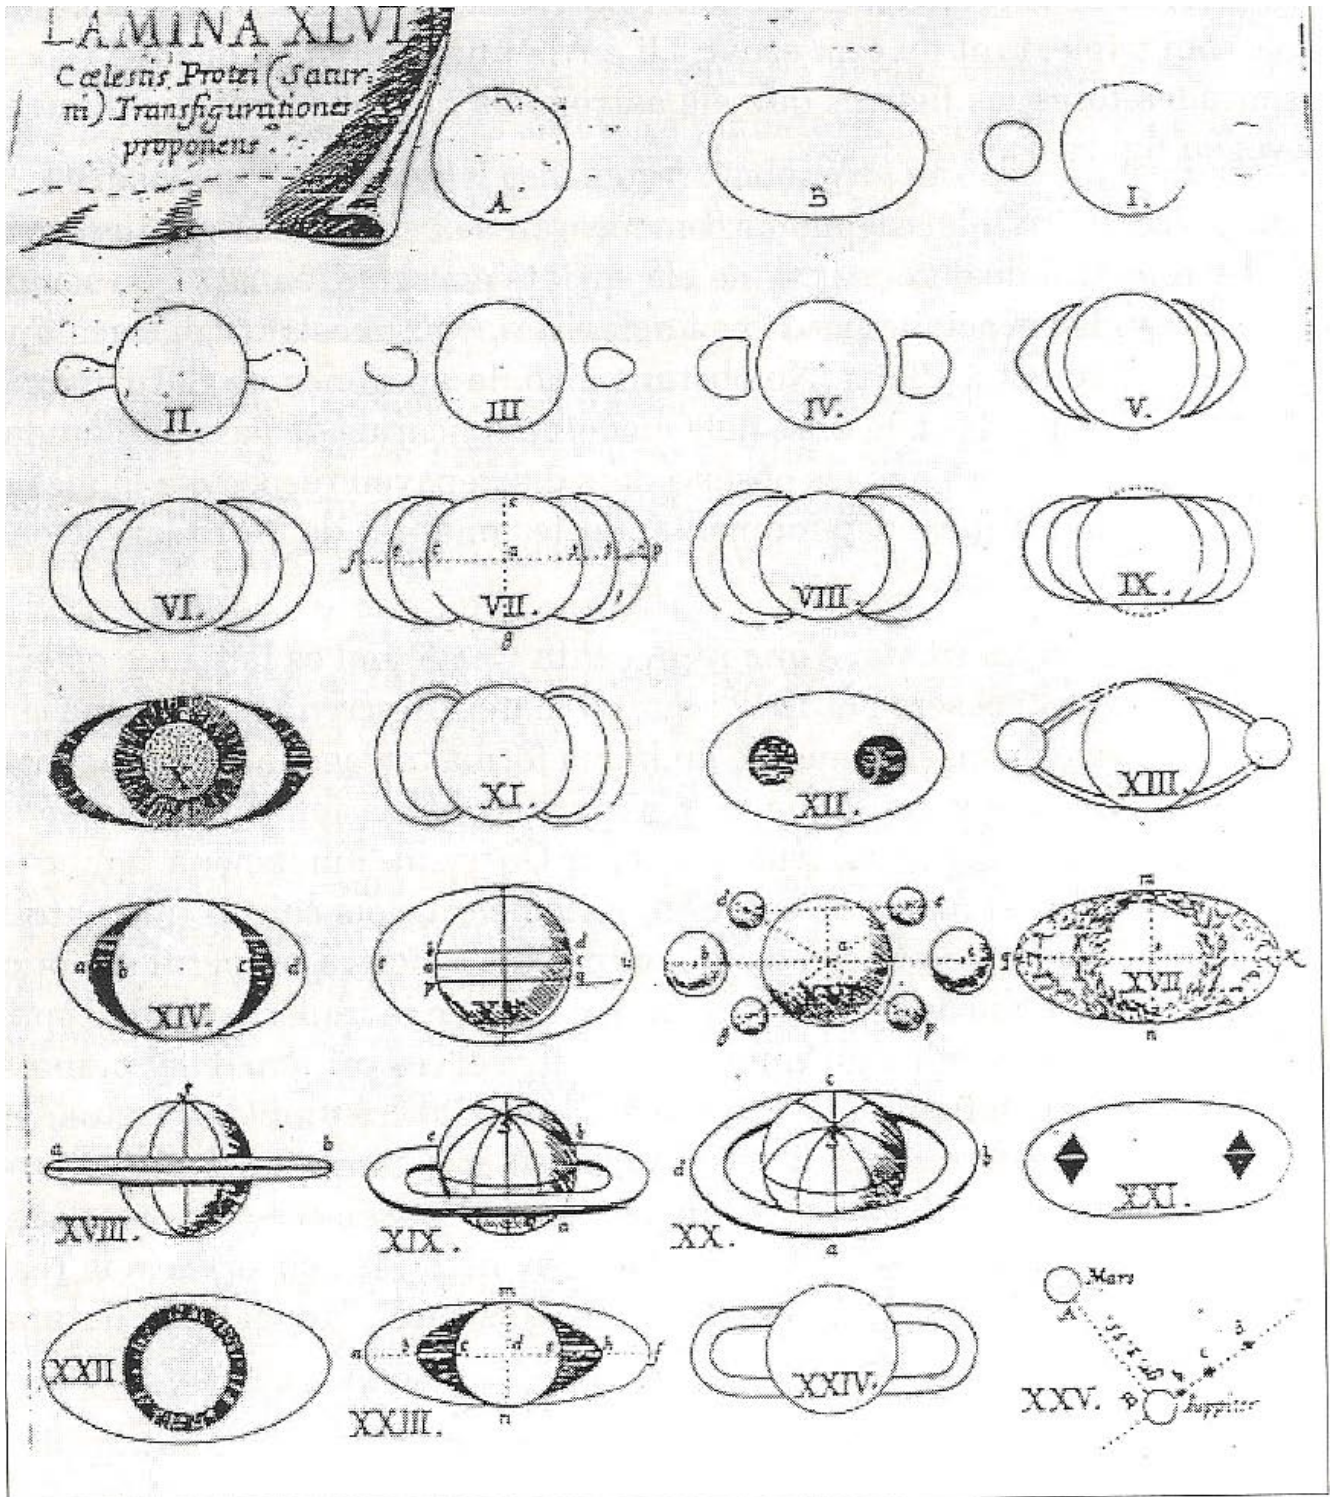 LAMINA XLVI
Cœlestis Protei (Satur-
ni) Transfigurationes
proponens.
A
B
I.
II.
III
IV.
V.
VI.
f e c a s p
VII.
VIII.
IX.
X
XI.
XII.
XIII.
a b c d
XIV.
d e
b a c
g p
m
XVII
X
n
a b
XVIII.
e b
a
XIX.
c
a
a
XX.
XXI.
XXII
m
a b c d e h f
n
XXIII.
XXIV.
Mars
A
XXV.
B
c
Juppiter